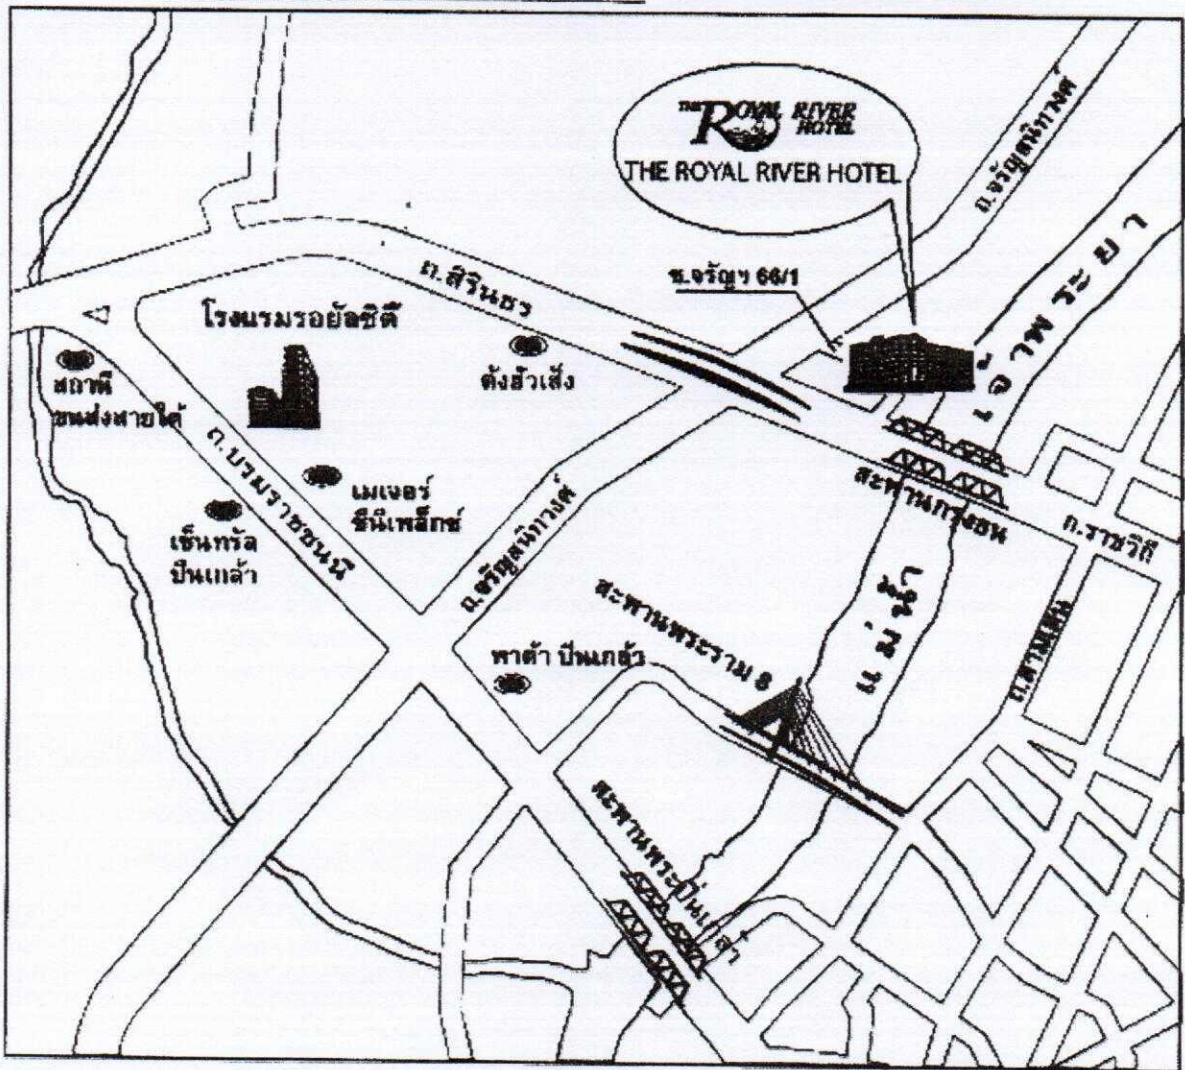 THE ROYAL RIVER HOTEL
THE ROYAL RIVER HOTEL
ถ.จรัญสนิทวงศ์
ซ.จรัญฯ 66/1
ถ.สิรินธร
โรงแรมรอยัลซิตี้
ตั้งฮั่วเส็ง
เจ้าพระยา
สถานี
ขนส่งสายใต้
ถ.บรมราชชนนี
เมเจอร์
ซีนีเพล็กซ์
เซ็นทรัล
ปิ่นเกล้า
ถ.จรัญสนิทวงศ์
สะพานกรุงธน
ถ.ราชวิถี
แม่น้ำ
สะพานพระราม 8
พาต้า ปิ่นเกล้า
ถ.สามเสน
สะพานพระปิ่นเกล้า